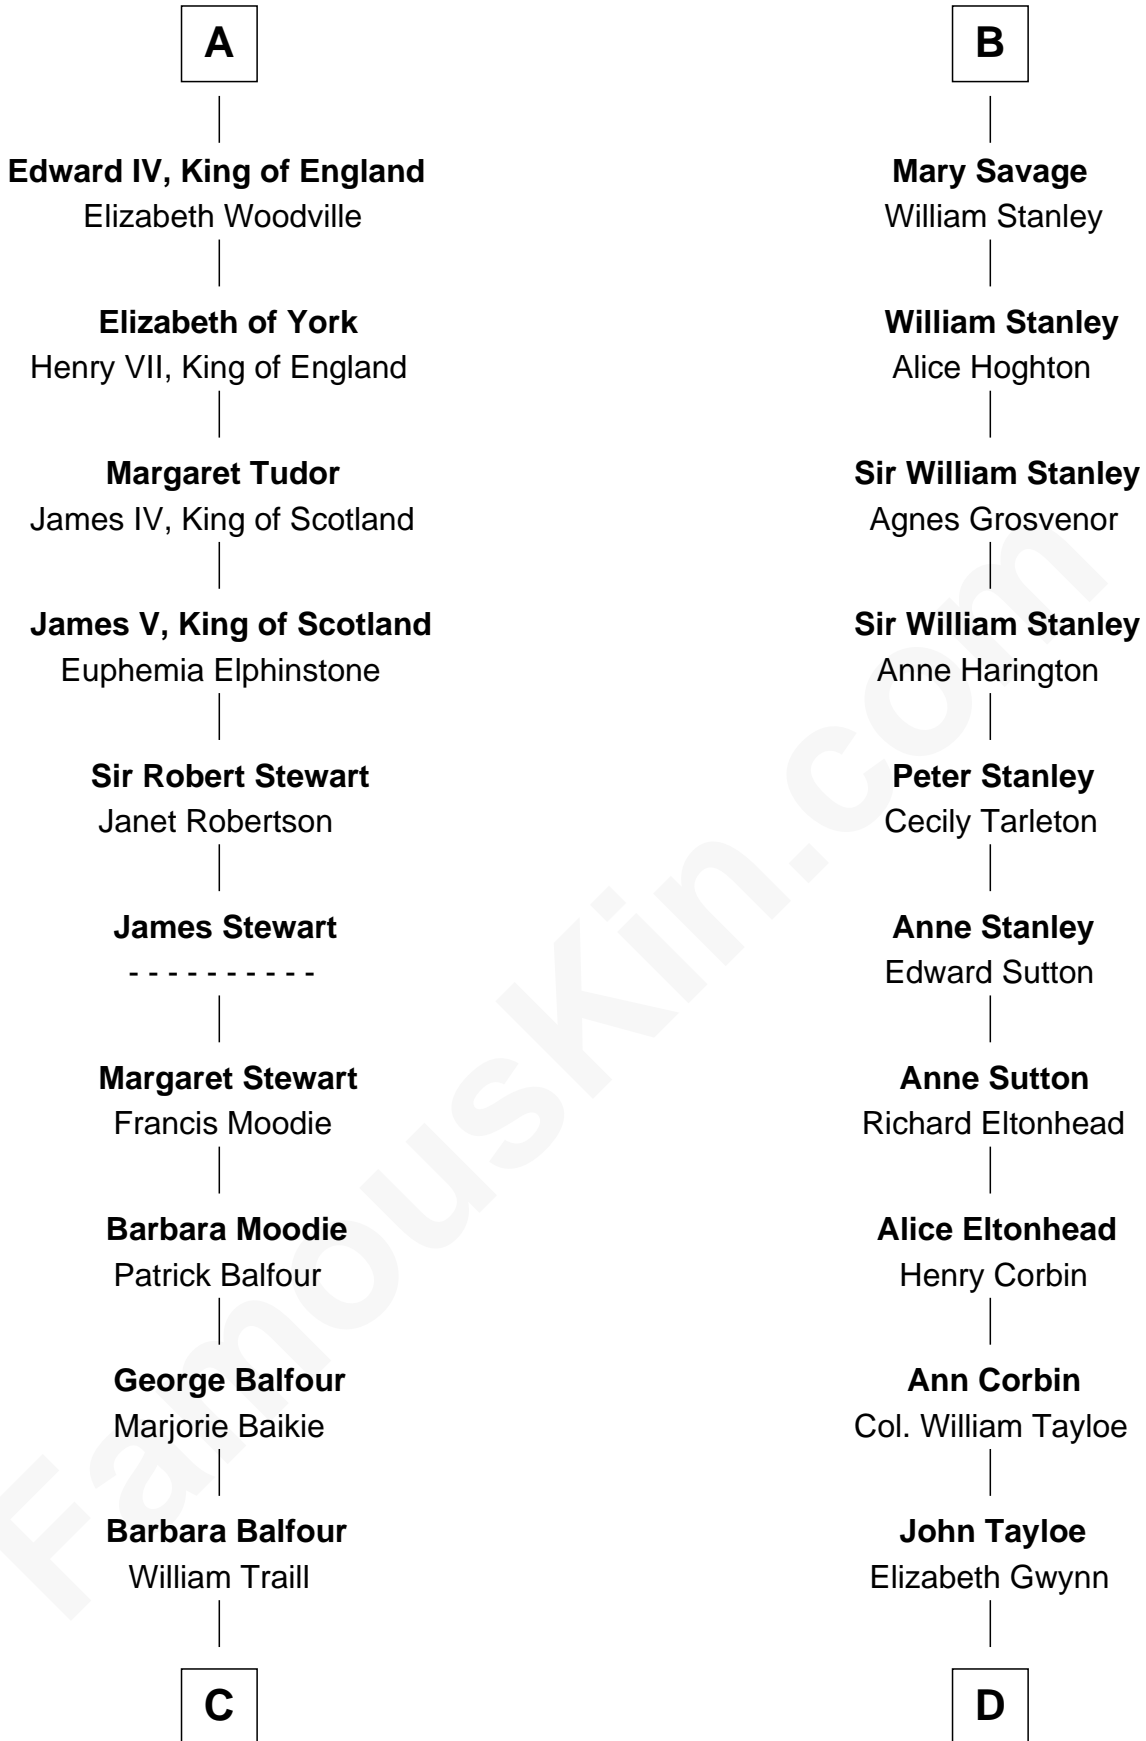 A
Edward IV, King of England
Elizabeth Woodville
Elizabeth of York
Henry VII, King of England
Margaret Tudor
James IV, King of Scotland
James V, King of Scotland
Euphemia Elphinstone
Sir Robert Stewart
Janet Robertson
James Stewart
- - - - - - - - - -
Margaret Stewart
Francis Moodie
Barbara Moodie
Patrick Balfour
George Balfour
Marjorie Baikie
Barbara Balfour
William Traill
C
B
Mary Savage
William Stanley
William Stanley
Alice Hoghton
Sir William Stanley
Agnes Grosvenor
Sir William Stanley
Anne Harington
Peter Stanley
Cecily Tarleton
Anne Stanley
Edward Sutton
Anne Sutton
Richard Eltonhead
Alice Eltonhead
Henry Corbin
Ann Corbin
Col. William Tayloe
John Tayloe
Elizabeth Gwynn
D
FamousKin.com